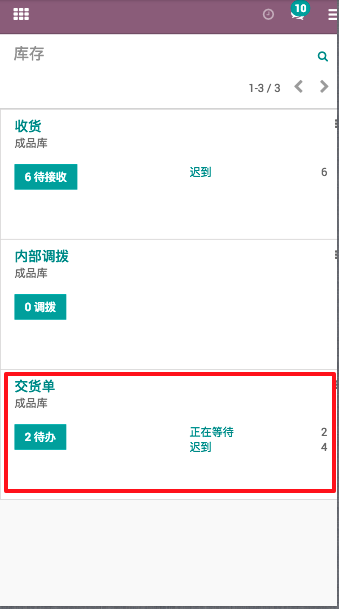 10
库存
1-3 / 3
收货
成品库
6 待接收
迟到 6
内部调拨
成品库
0 调拨
交货单
成品库
2 待办
正在等待 2
迟到 4